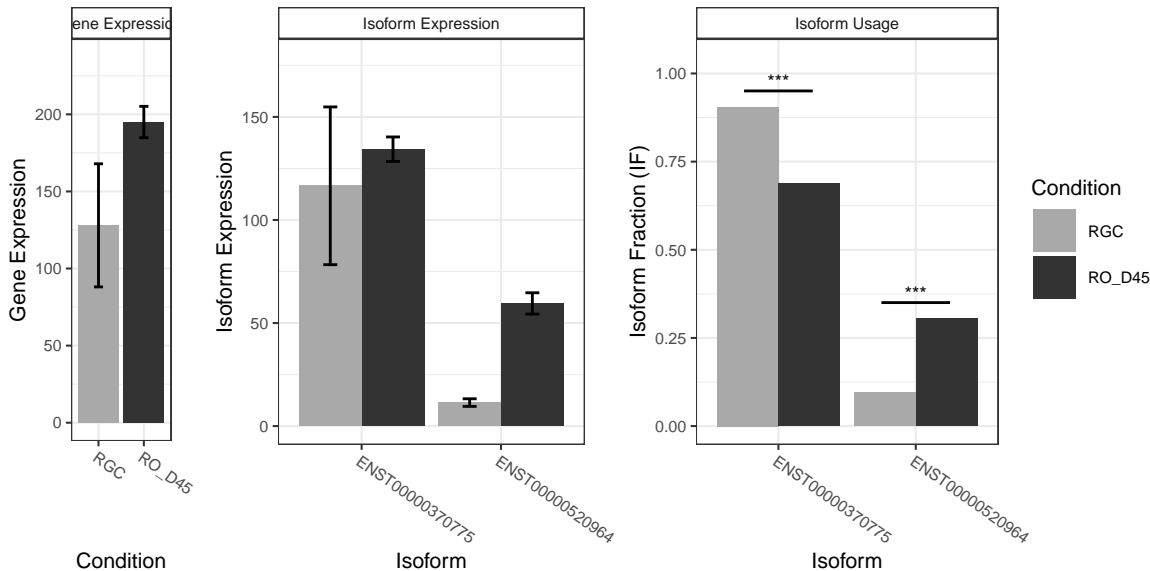 ene Expressio
Isoform Expression
Isoform Usage
Gene Expression
200
150
100
50
0
RGC
RO_D45
Condition
Isoform Expression
150
100
50
0
ENST00000370775
ENST00000520964
Isoform
Isoform Fraction (IF)
1.00
0.75
0.50
0.25
0.00
***
***
ENST00000370775
ENST00000520964
Isoform
Condition
RGC
RO_D45